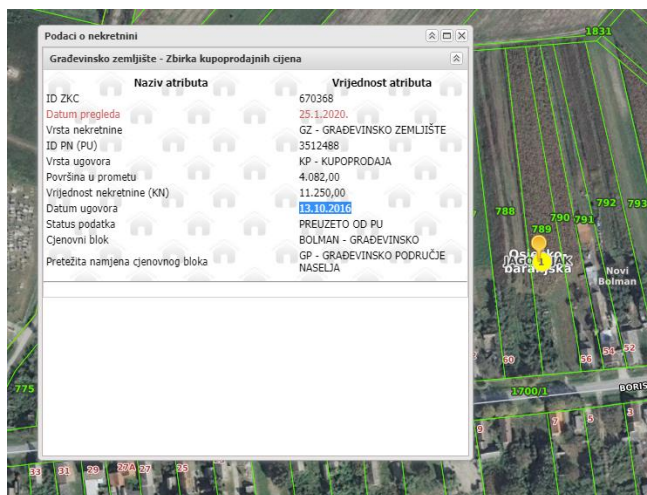 Podaci o nekretnini
Građevinsko zemljište - Zbirka kupoprodajnih cijena
Naziv atributa Vrijednost atributa
ID ZKC 670368
Datum pregleda 25.1.2020.
Vrsta nekretnine GZ - GRAĐEVINSKO ZEMLJIŠTE
ID PN (PU) 3512488
Vrsta ugovora KP - KUPOPRODAJA
Površina u prometu 4.082,00
Vrijednost nekretnine (KN) 11.250,00
Datum ugovora 13.10.2016
Status podatka PREUZETO OD PU
Cjenovni blok BOLMAN - GRAĐEVINSKO
Pretežita namjena cjenovnog bloka GP - GRAĐEVINSKO PODRUČJE
NASELJA
1831
788
789
790
791
792
793
Osječko-
baranjska
JAGODNJAK
1
Novi
Bolman
60
56
54
52
775
1700/1
BORIS
9
7
5
3
33
31
29
27A
27
25